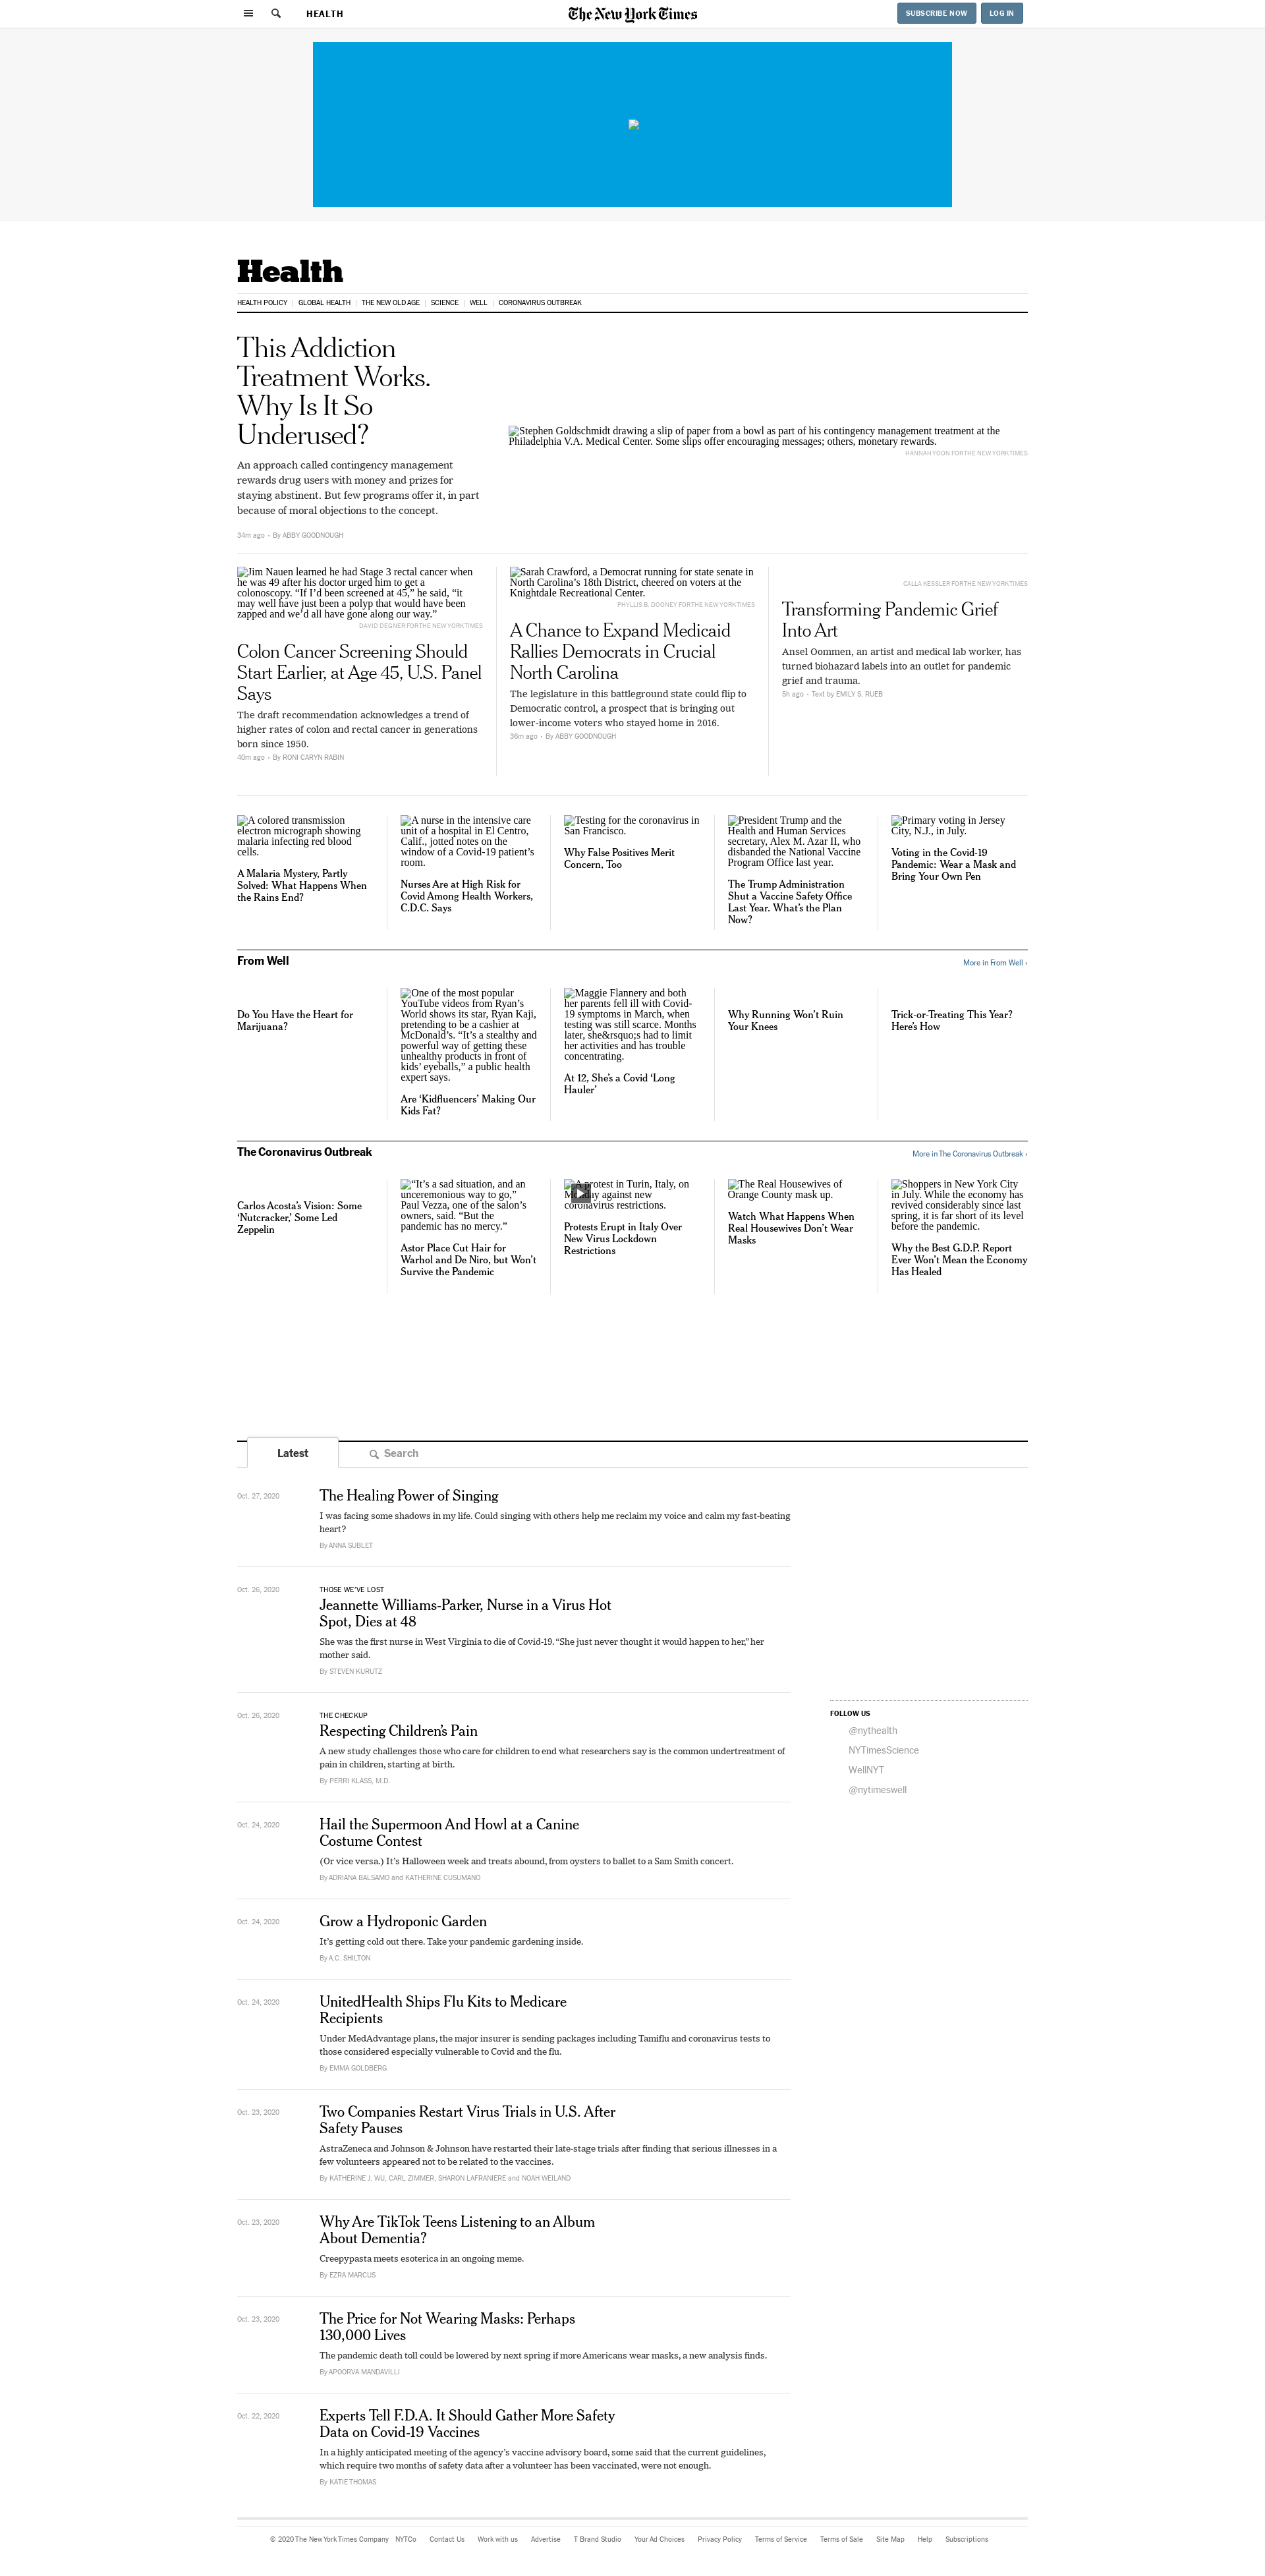 HEALTH
The New York Times
SUBSCRIBE NOW
LOG IN
Health
HEALTH POLICY | GLOBAL HEALTH | THE NEW OLD AGE | SCIENCE | WELL | CORONAVIRUS OUTBREAK
This Addiction
Treatment Works.
Why Is It So
Underused?
An approach called contingency management
rewards drug users with money and prizes for
staying abstinent. But few programs offer it, in part
because of moral objections to the concept.
34m ago • By ABBY GOODNOUGH
Stephen Goldschmidt drawing a slip of paper from a bowl as part of his contingency management treatment at the
Philadelphia V.A. Medical Center. Some slips offer encouraging messages; others, monetary rewards.
HANNAH YOON FOR THE NEW YORK TIMES
Jim Nauen learned he had Stage 3 rectal cancer when
he was 49 after his doctor urged him to get a
colonoscopy. “If I’d been screened at 45,” he said, “it
may well have just been a polyp that would have been
zapped and we’d all have gone along our way.”
DAVID DEGNER FOR THE NEW YORK TIMES
Colon Cancer Screening Should
Start Earlier, at Age 45, U.S. Panel
Says
The draft recommendation acknowledges a trend of
higher rates of colon and rectal cancer in generations
born since 1950.
40m ago • By RONI CARYN RABIN
Sarah Crawford, a Democrat running for state senate in
North Carolina’s 18th District, cheered on voters at the
Knightdale Recreational Center.
PHYLLIS B. DOONEY FOR THE NEW YORK TIMES
A Chance to Expand Medicaid
Rallies Democrats in Crucial
North Carolina
The legislature in this battleground state could flip to
Democratic control, a prospect that is bringing out
lower-income voters who stayed home in 2016.
36m ago • By ABBY GOODNOUGH
CALLA KESSLER FOR THE NEW YORK TIMES
Transforming Pandemic Grief
Into Art
Ansel Oommen, an artist and medical lab worker, has
turned biohazard labels into an outlet for pandemic
grief and trauma.
5h ago • Text by EMILY S. RUEB
A colored transmission
electron micrograph showing
malaria infecting red blood
cells.
A Malaria Mystery, Partly
Solved: What Happens When
the Rains End?
A nurse in the intensive care
unit of a hospital in El Centro,
Calif., jotted notes on the
window of a Covid-19 patient’s
room.
Nurses Are at High Risk for
Covid Among Health Workers,
C.D.C. Says
Testing for the coronavirus in
San Francisco.
Why False Positives Merit
Concern, Too
President Trump and the
Health and Human Services
secretary, Alex M. Azar II, who
disbanded the National Vaccine
Program Office last year.
The Trump Administration
Shut a Vaccine Safety Office
Last Year. What’s the Plan
Now?
Primary voting in Jersey
City, N.J., in July.
Voting in the Covid-19
Pandemic: Wear a Mask and
Bring Your Own Pen
From Well
More in From Well ›
Do You Have the Heart for
Marijuana?
One of the most popular
YouTube videos from Ryan’s
World shows its star, Ryan Kaji,
pretending to be a cashier at
McDonald’s. “It’s a stealthy and
powerful way of getting these
unhealthy products in front of
kids’ eyeballs,” a public health
expert says.
Are ‘Kidfluencers’ Making Our
Kids Fat?
Maggie Flannery and both
her parents fell ill with Covid-
19 symptoms in March, when
testing was still scarce. Months
later, she&rsquo;s had to limit
her activities and has trouble
concentrating.
At 12, She’s a Covid ‘Long
Hauler’
Why Running Won’t Ruin
Your Knees
Trick-or-Treating This Year?
Here’s How
The Coronavirus Outbreak
More in The Coronavirus Outbreak ›
Carlos Acosta’s Vision: Some
‘Nutcracker,’ Some Led
Zeppelin
“It’s a sad situation, and an
unceremonious way to go,”
Paul Vezza, one of the salon’s
owners, said. “But the
pandemic has no mercy.”
Astor Place Cut Hair for
Warhol and De Niro, but Won’t
Survive the Pandemic
A protest in Turin, Italy, on
Monday against new
coronavirus restrictions.
Protests Erupt in Italy Over
New Virus Lockdown
Restrictions
The Real Housewives of
Orange County mask up.
Watch What Happens When
Real Housewives Don’t Wear
Masks
Shoppers in New York City
in July. While the economy has
revived considerably since last
spring, it is far short of its level
before the pandemic.
Why the Best G.D.P. Report
Ever Won’t Mean the Economy
Has Healed
Latest
Search
Oct. 27, 2020
The Healing Power of Singing
I was facing some shadows in my life. Could singing with others help me reclaim my voice and calm my fast-beating
heart?
By ANNA SUBLET
Oct. 26, 2020
THOSE WE’VE LOST
Jeannette Williams-Parker, Nurse in a Virus Hot
Spot, Dies at 48
She was the first nurse in West Virginia to die of Covid-19. “She just never thought it would happen to her,” her
mother said.
By STEVEN KURUTZ
Oct. 26, 2020
THE CHECKUP
Respecting Children’s Pain
A new study challenges those who care for children to end what researchers say is the common undertreatment of
pain in children, starting at birth.
By PERRI KLASS, M.D.
FOLLOW US
@nythealth
NYTimesScience
WellNYT
@nytimeswell
Oct. 24, 2020
Hail the Supermoon And Howl at a Canine
Costume Contest
(Or vice versa.) It’s Halloween week and treats abound, from oysters to ballet to a Sam Smith concert.
By ADRIANA BALSAMO and KATHERINE CUSUMANO
Oct. 24, 2020
Grow a Hydroponic Garden
It’s getting cold out there. Take your pandemic gardening inside.
By A.C. SHILTON
Oct. 24, 2020
UnitedHealth Ships Flu Kits to Medicare
Recipients
Under MedAdvantage plans, the major insurer is sending packages including Tamiflu and coronavirus tests to
those considered especially vulnerable to Covid and the flu.
By EMMA GOLDBERG
Oct. 23, 2020
Two Companies Restart Virus Trials in U.S. After
Safety Pauses
AstraZeneca and Johnson & Johnson have restarted their late-stage trials after finding that serious illnesses in a
few volunteers appeared not to be related to the vaccines.
By KATHERINE J. WU, CARL ZIMMER, SHARON LAFRANIERE and NOAH WEILAND
Oct. 23, 2020
Why Are TikTok Teens Listening to an Album
About Dementia?
Creepypasta meets esoterica in an ongoing meme.
By EZRA MARCUS
Oct. 23, 2020
The Price for Not Wearing Masks: Perhaps
130,000 Lives
The pandemic death toll could be lowered by next spring if more Americans wear masks, a new analysis finds.
By APOORVA MANDAVILLI
Oct. 22, 2020
Experts Tell F.D.A. It Should Gather More Safety
Data on Covid-19 Vaccines
In a highly anticipated meeting of the agency’s vaccine advisory board, some said that the current guidelines,
which require two months of safety data after a volunteer has been vaccinated, were not enough.
By KATIE THOMAS
© 2020 The New York Times Company NYTCo Contact Us Work with us Advertise T Brand Studio Your Ad Choices Privacy Policy Terms of Service Terms of Sale Site Map Help Subscriptions